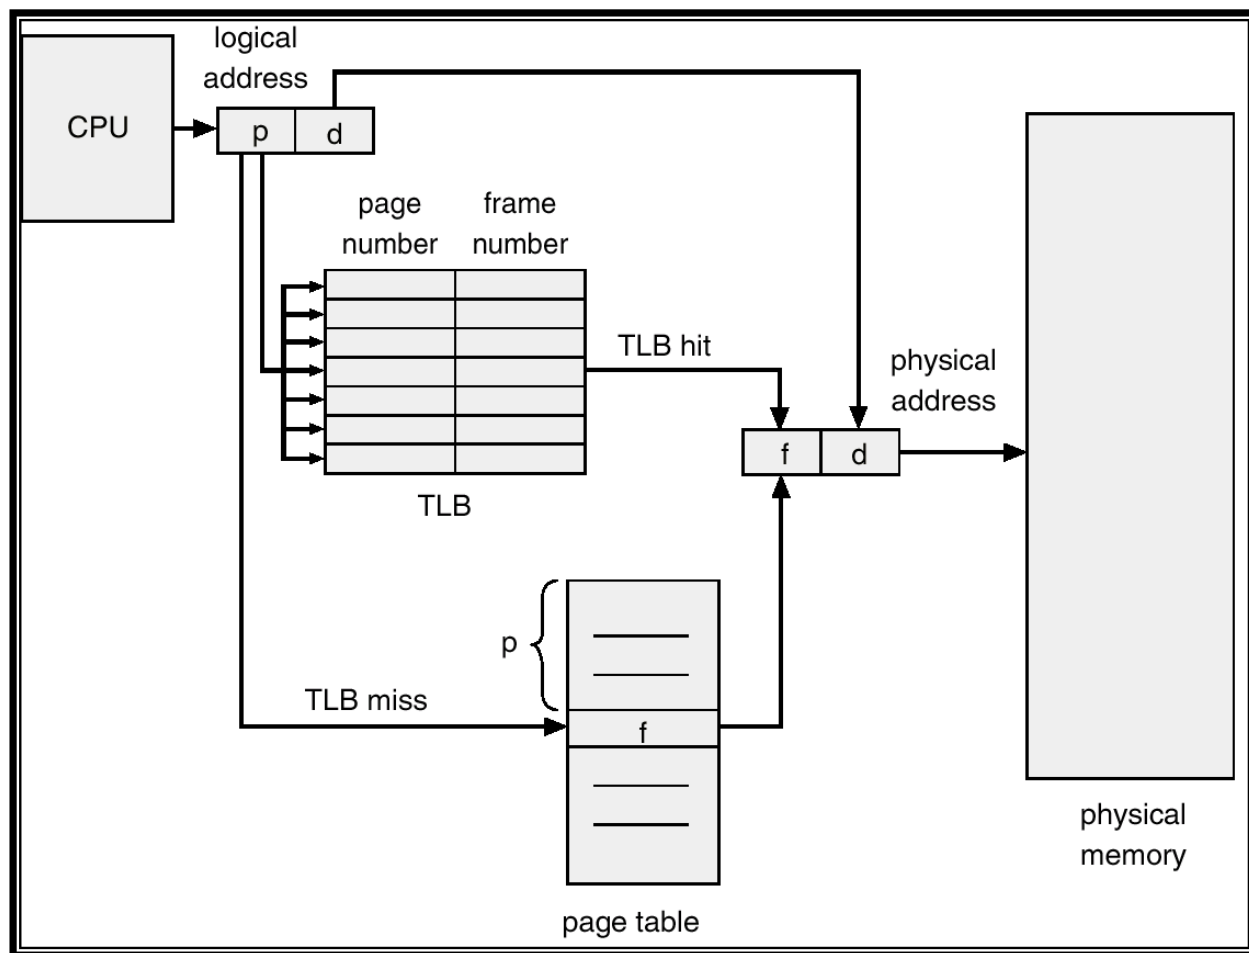 logical
address
CPU
p
d
page
number
frame
number
TLB hit
physical
address
f
d
TLB
p
TLB miss
f
physical
memory
page table